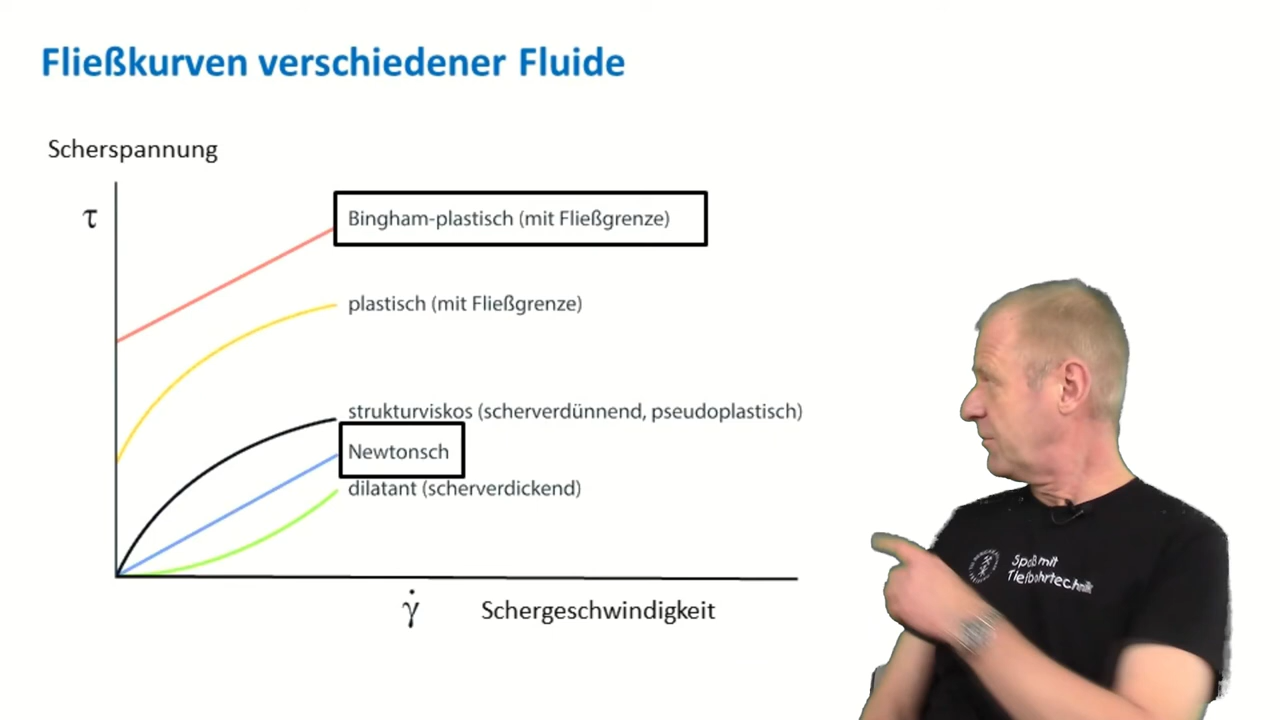 Fließkurven verschiedener Fluide
Scherspannung
τ
Bingham-plastisch (mit Fließgrenze)
plastisch (mit Fließgrenze)
strukturviskos (scherverdünnend, pseudoplastisch)
Newtonsch
dilatant (scherverdickend)
γ̇ Schergeschwindigkeit
Spaß mit
Tiefbohrtechnik